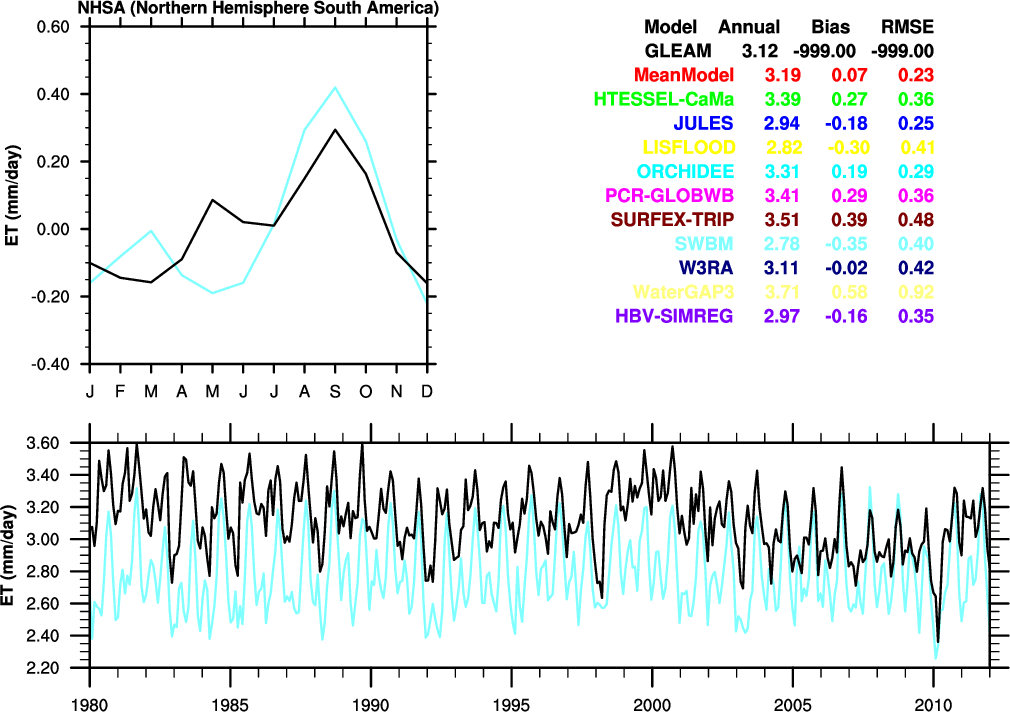 NHSA (Northern Hemisphere South America)
0.60
0.40
0.20
0.00
-0.20
-0.40
ET (mm/day)
J F M A M J J A S O N D
Model Annual Bias RMSE
GLEAM 3.12 -999.00 -999.00
MeanModel 3.19 0.07 0.23
HTESSEL-CaMa 3.39 0.27 0.36
JULES 2.94 -0.18 0.25
LISFLOOD 2.82 -0.30 0.41
ORCHIDEE 3.31 0.19 0.29
PCR-GLOBWB 3.41 0.29 0.36
SURFEX-TRIP 3.51 0.39 0.48
SWBM 2.78 -0.35 0.40
W3RA 3.11 -0.02 0.42
WaterGAP3 3.71 0.58 0.92
HBV-SIMREG 2.97 -0.16 0.35
3.60
3.40
3.20
3.00
2.80
2.60
2.40
2.20
ET (mm/day)
1980 1985 1990 1995 2000 2005 2010